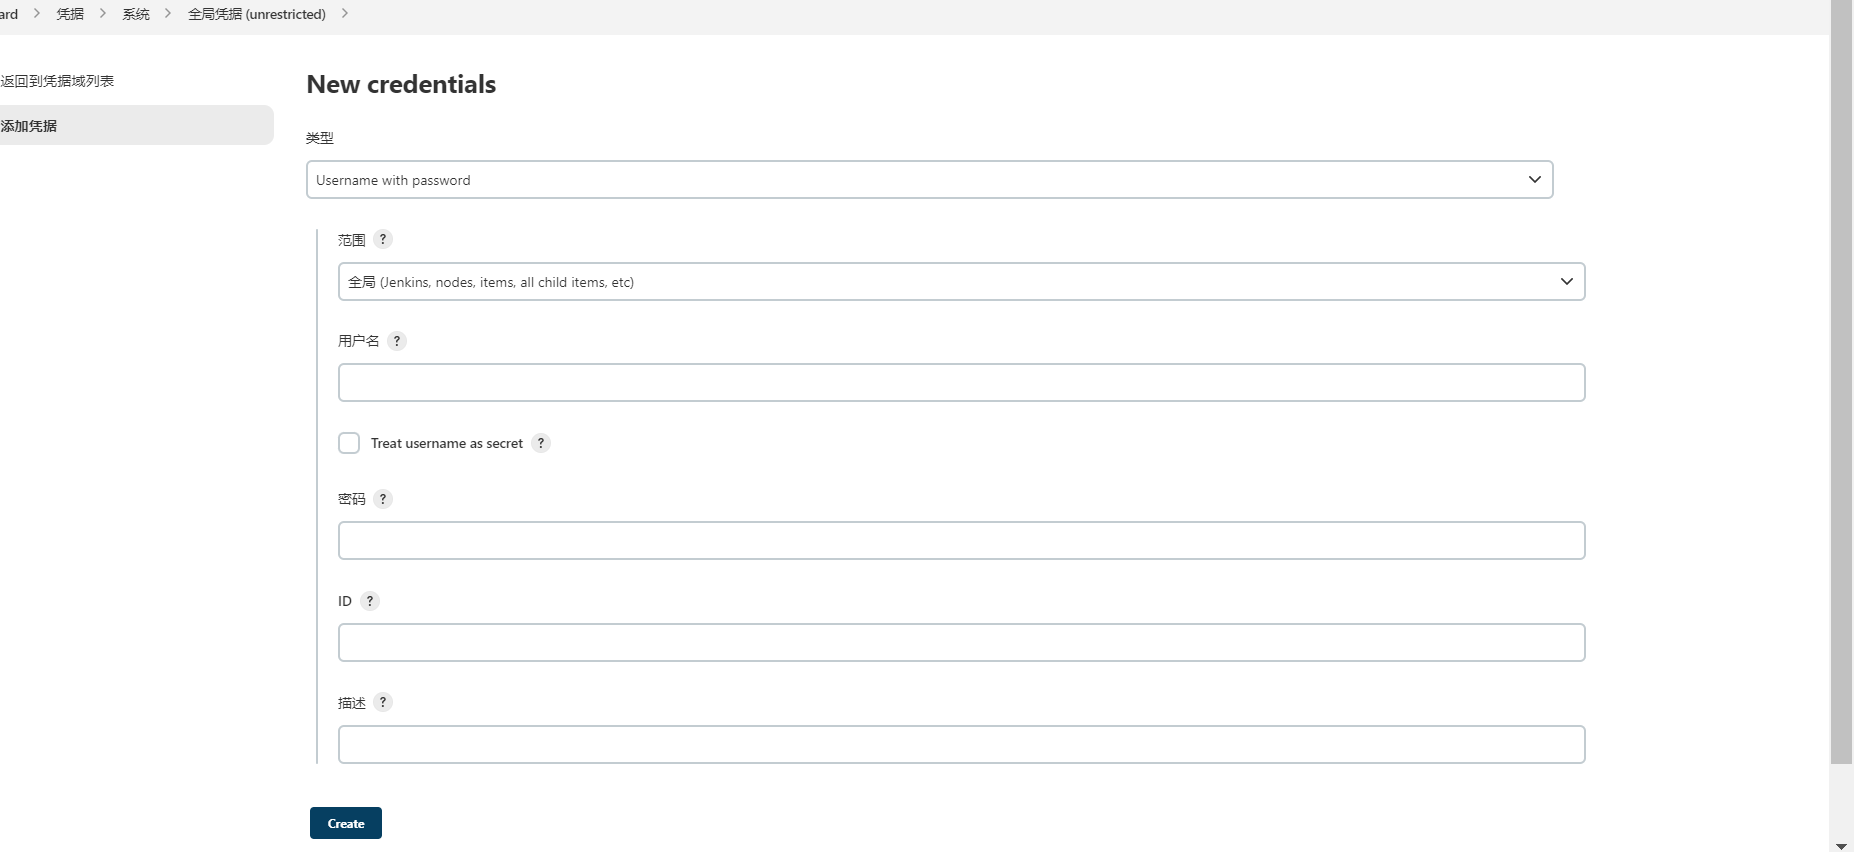 ard > 凭据 > 系统 > 全局凭据 (unrestricted) >
返回到凭据域列表
添加凭据
New credentials
类型
Username with password
范围 ?
全局 (Jenkins, nodes, items, all child items, etc)
用户名 ?
Treat username as secret ?
密码 ?
ID ?
描述 ?
Create